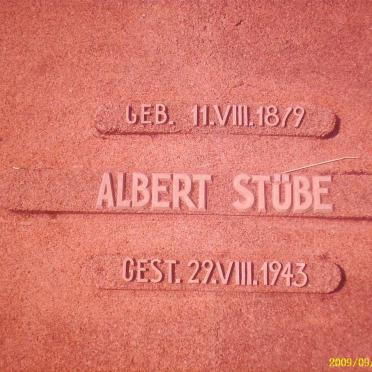 GEB. 11.VIII.1879
ALBERT STÜBE
GEST. 29.VIII.1943
2009/09/